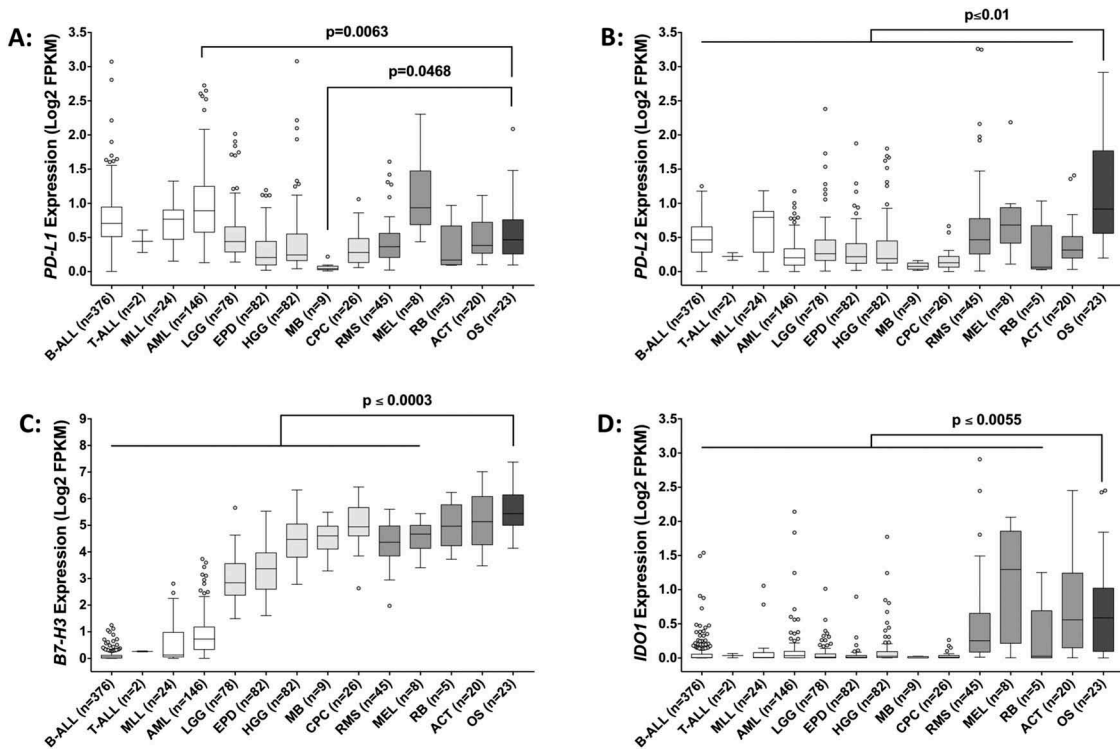 A:
p=0.0063
p=0.0468
PD-L1 Expression (Log2 FPKM)
3.5
3.0
2.5
2.0
1.5
1.0
0.5
0.0
B-ALL (n=376)
T-ALL (n=2)
MLL (n=24)
AML (n=146)
LGG (n=78)
EPD (n=82)
HGG (n=82)
MB (n=9)
CPC (n=26)
RMS (n=45)
MEL (n=8)
RB (n=5)
ACT (n=20)
OS (n=23)
B:
p≤0.01
PD-L2 Expression (Log2 FPKM)
3.5
3.0
2.5
2.0
1.5
1.0
0.5
0.0
B-ALL (n=376)
T-ALL (n=2)
MLL (n=24)
AML (n=146)
LGG (n=78)
EPD (n=82)
HGG (n=82)
MB (n=9)
CPC (n=26)
RMS (n=45)
MEL (n=8)
RB (n=5)
ACT (n=20)
OS (n=23)
C:
p ≤ 0.0003
B7-H3 Expression (Log2 FPKM)
9
8
7
6
5
4
3
2
1
0
B-ALL (n=376)
T-ALL (n=2)
MLL (n=24)
AML (n=146)
LGG (n=78)
EPD (n=82)
HGG (n=82)
MB (n=9)
CPC (n=26)
RMS (n=45)
MEL (n=8)
RB (n=5)
ACT (n=20)
OS (n=23)
D:
p ≤ 0.0055
IDO1 Expression (Log2 FPKM)
3.5
3.0
2.5
2.0
1.5
1.0
0.5
0.0
B-ALL (n=376)
T-ALL (n=2)
MLL (n=24)
AML (n=146)
LGG (n=78)
EPD (n=82)
HGG (n=82)
MB (n=9)
CPC (n=26)
RMS (n=45)
MEL (n=8)
RB (n=5)
ACT (n=20)
OS (n=23)